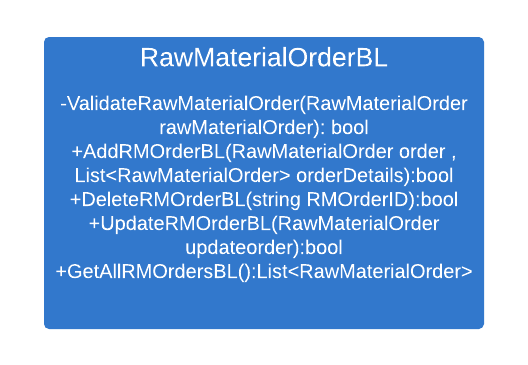 RawMaterialOrderBL
-ValidateRawMaterialOrder(RawMaterialOrder
rawMaterialOrder): bool
+AddRMOrderBL(RawMaterialOrder order ,
List<RawMaterialOrder> orderDetails):bool
+DeleteRMOrderBL(string RMOrderID):bool
+UpdateRMOrderBL(RawMaterialOrder
updateorder):bool
+GetAllRMOrdersBL():List<RawMaterialOrder>